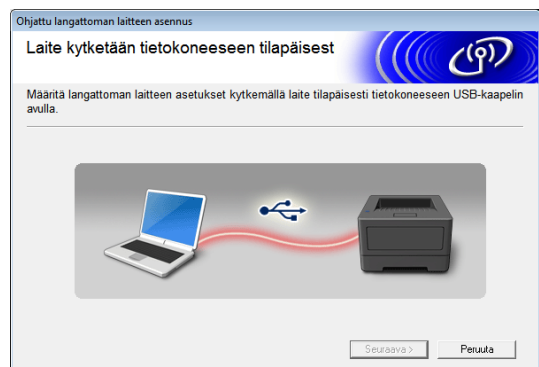 Ohjattu langattoman laitteen asennus
Laite kytketään tietokoneeseen tilapäisest
Määritä langattoman laitteen asetukset kytkemällä laite tilapäisesti tietokoneeseen USB-kaapelin
avulla.
Seuraava >
Peruuta